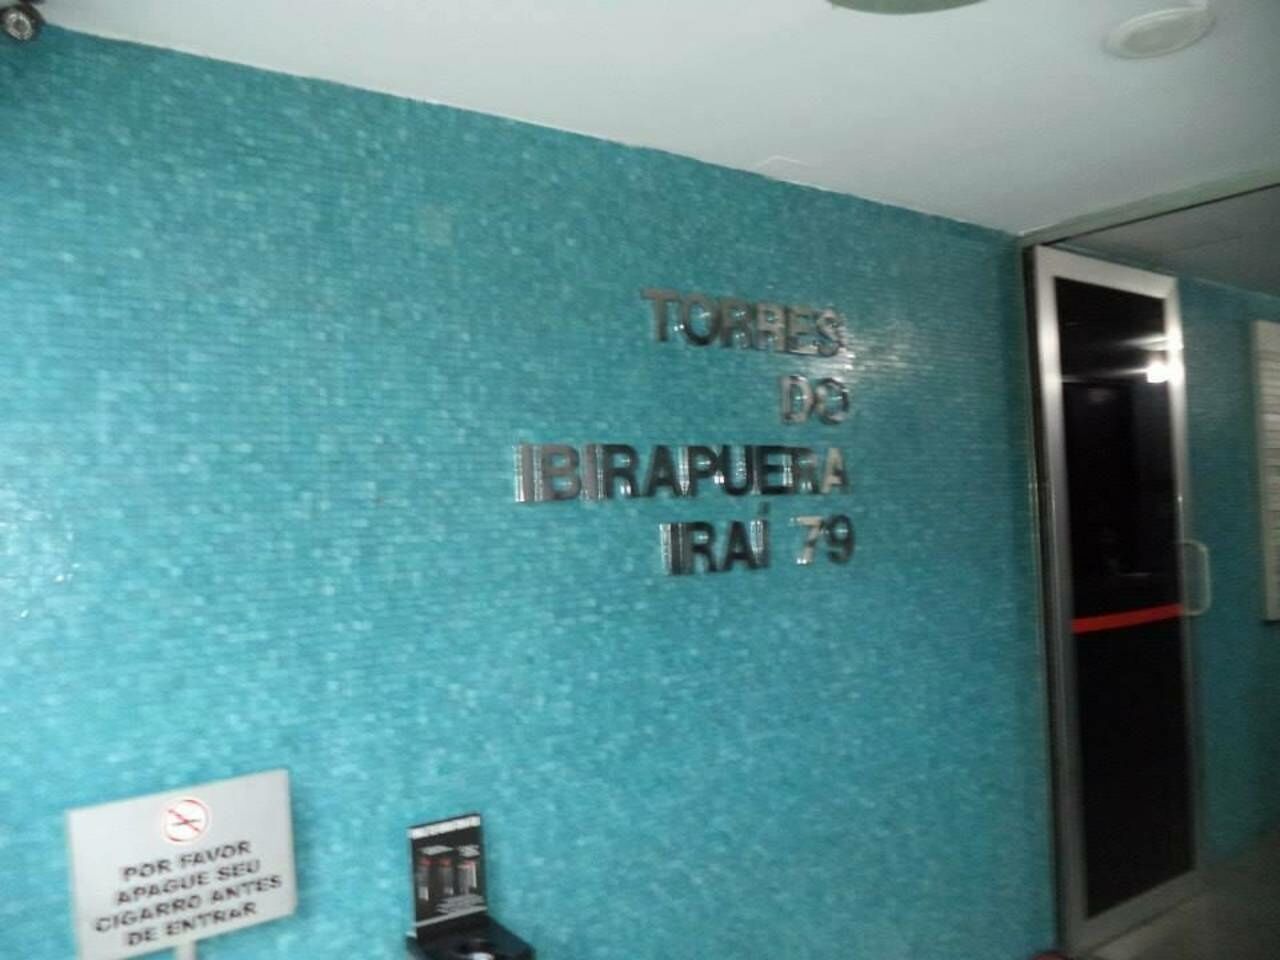 TORRES
DO
IBIRAPUERA
IRAÍ 79
POR FAVOR
APAGUE SEU
CIGARRO ANTES
DE ENTRAR